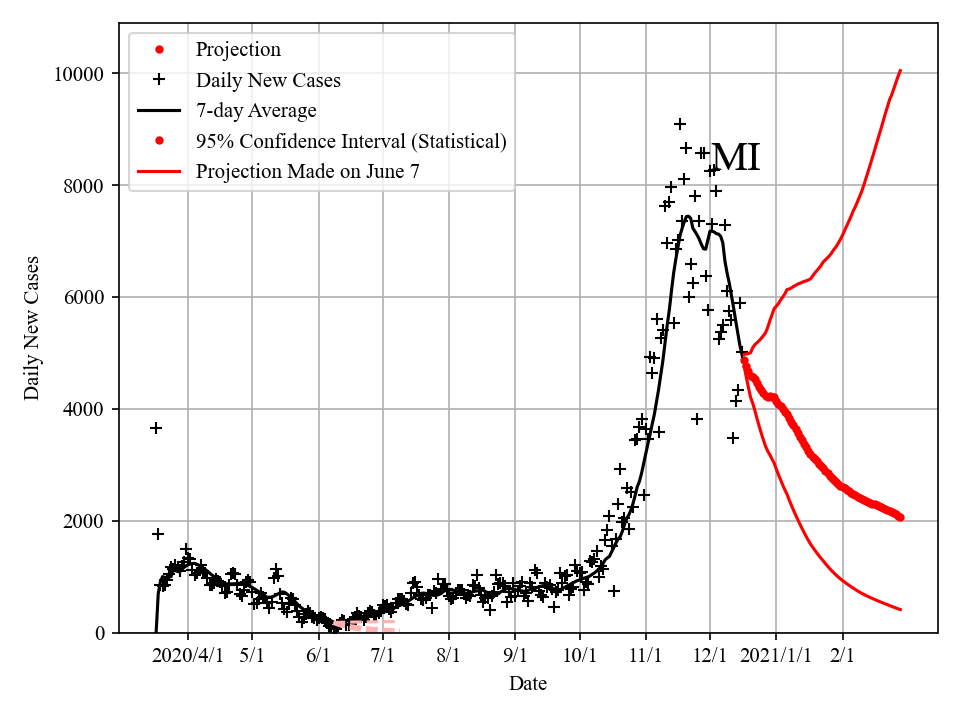 Projection
Daily New Cases
7-day Average
95% Confidence Interval (Statistical)
Projection Made on June 7
MI
Daily New Cases
10000
8000
6000
4000
2000
0
2020/4/1 5/1 6/1 7/1 8/1 9/1 10/1 11/1 12/1 2021/1/1 2/1
Date